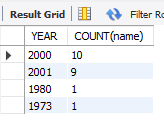 Result Grid Filter Ro
YEAR COUNT(name)
2000 10
2001 9
1980 1
1973 1